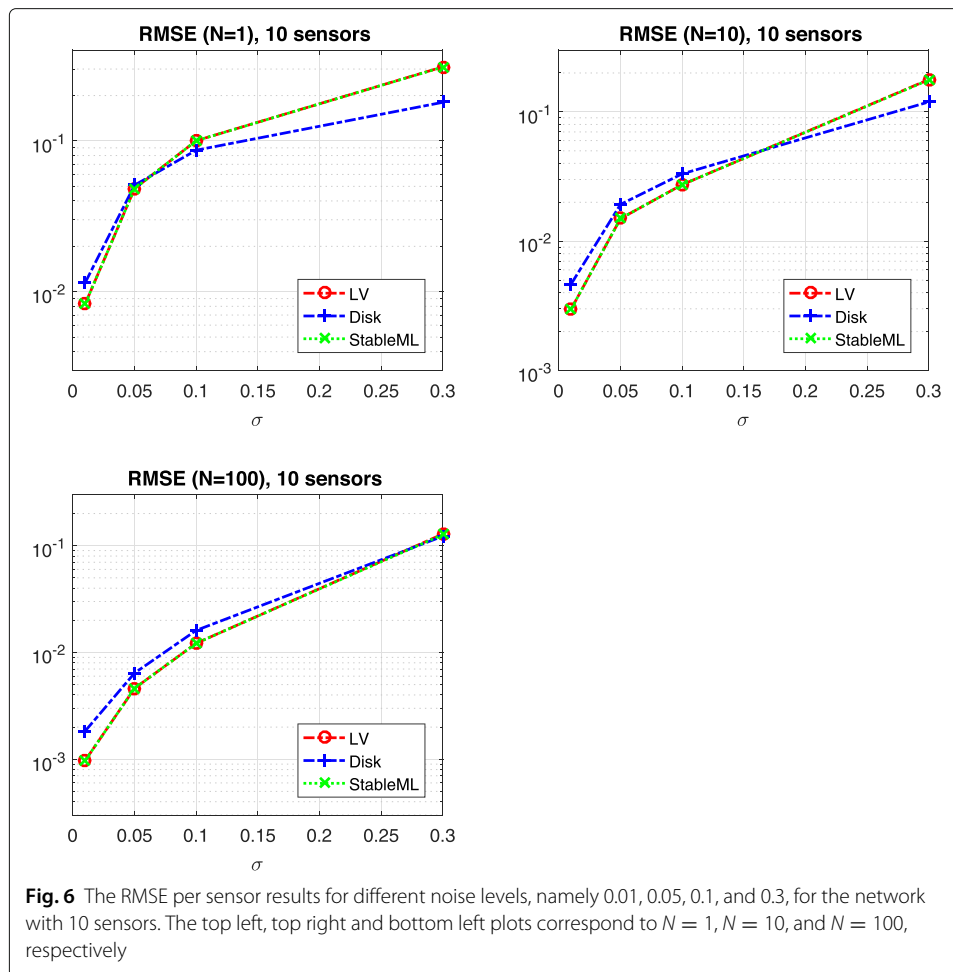 RMSE (N=1), 10 sensors
10^-1
10^-2
LV
Disk
StableML
0 0.05 0.1 0.15 0.2 0.25 0.3
σ
RMSE (N=10), 10 sensors
10^-1
10^-2
10^-3
LV
Disk
StableML
0 0.05 0.1 0.15 0.2 0.25 0.3
σ
RMSE (N=100), 10 sensors
10^-1
10^-2
10^-3
LV
Disk
StableML
0 0.05 0.1 0.15 0.2 0.25 0.3
σ
Fig. 6 The RMSE per sensor results for different noise levels, namely 0.01, 0.05, 0.1, and 0.3, for the network
with 10 sensors. The top left, top right and bottom left plots correspond to N = 1, N = 10, and N = 100,
respectively